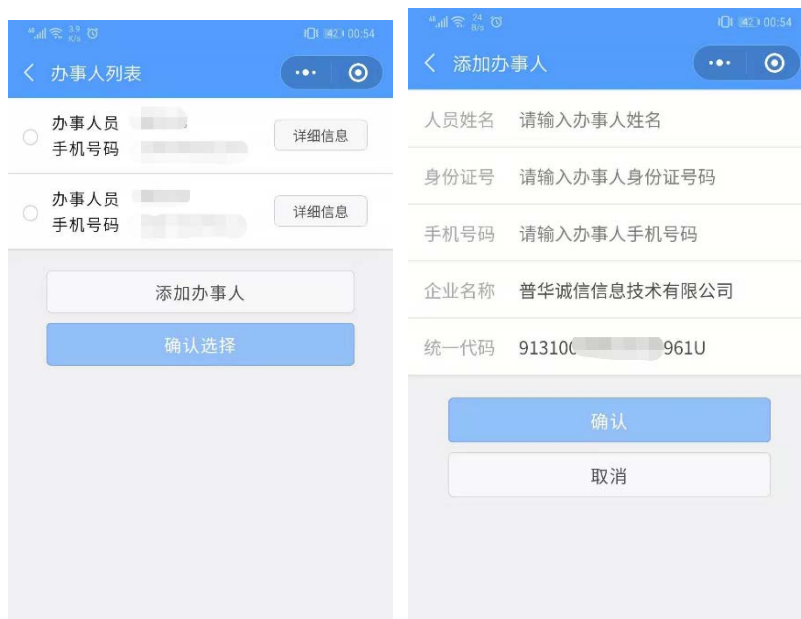 00:54
办事人列表
办事人员
手机号码
详细信息
办事人员
手机号码
详细信息
添加办事人
确认选择
00:54
添加办事人
人员姓名 请输入办事人姓名
身份证号 请输入办事人身份证号码
手机号码 请输入办事人手机号码
企业名称 普华诚信信息技术有限公司
统一代码 91310 961U
确认
取消